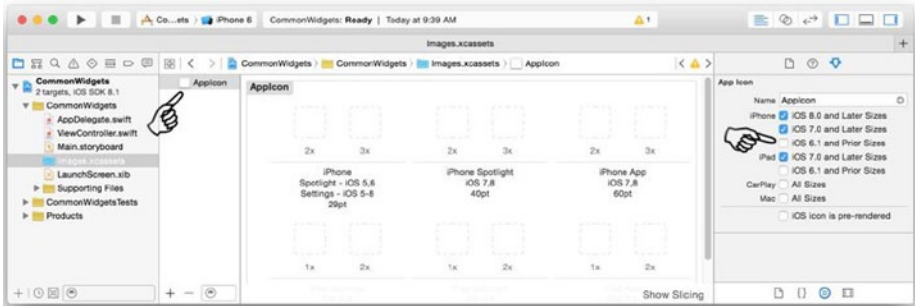 Co...ets
iPhone 6
CommonWidgets: Ready | Today at 9:39 AM
1
Images.xcassets
+
CommonWidgets
CommonWidgets
Images.xcassets
AppIcon
CommonWidgets
2 targets, iOS SDK 8.1
CommonWidgets
AppDelegate.swift
ViewController.swift
Main.storyboard
Images.xcassets
LaunchScreen.xib
Supporting Files
CommonWidgetsTests
Products
AppIcon
AppIcon
2x 3x 2x 3x 2x 3x
iPhone
Spotlight - iOS 5,6
Settings - iOS 5-8
29pt
iPhone Spotlight
iOS 7,8
40pt
iPhone App
iOS 7,8
60pt
1x 2x 1x 2x 1x 2x
Show Slicing
App Icon
Name AppIcon
iPhone iOS 8.0 and Later Sizes
iOS 7.0 and Later Sizes
iOS 6.1 and Prior Sizes
iPad iOS 7.0 and Later Sizes
iOS 6.1 and Prior Sizes
CarPlay All Sizes
Mac All Sizes
iOS icon is pre-rendered